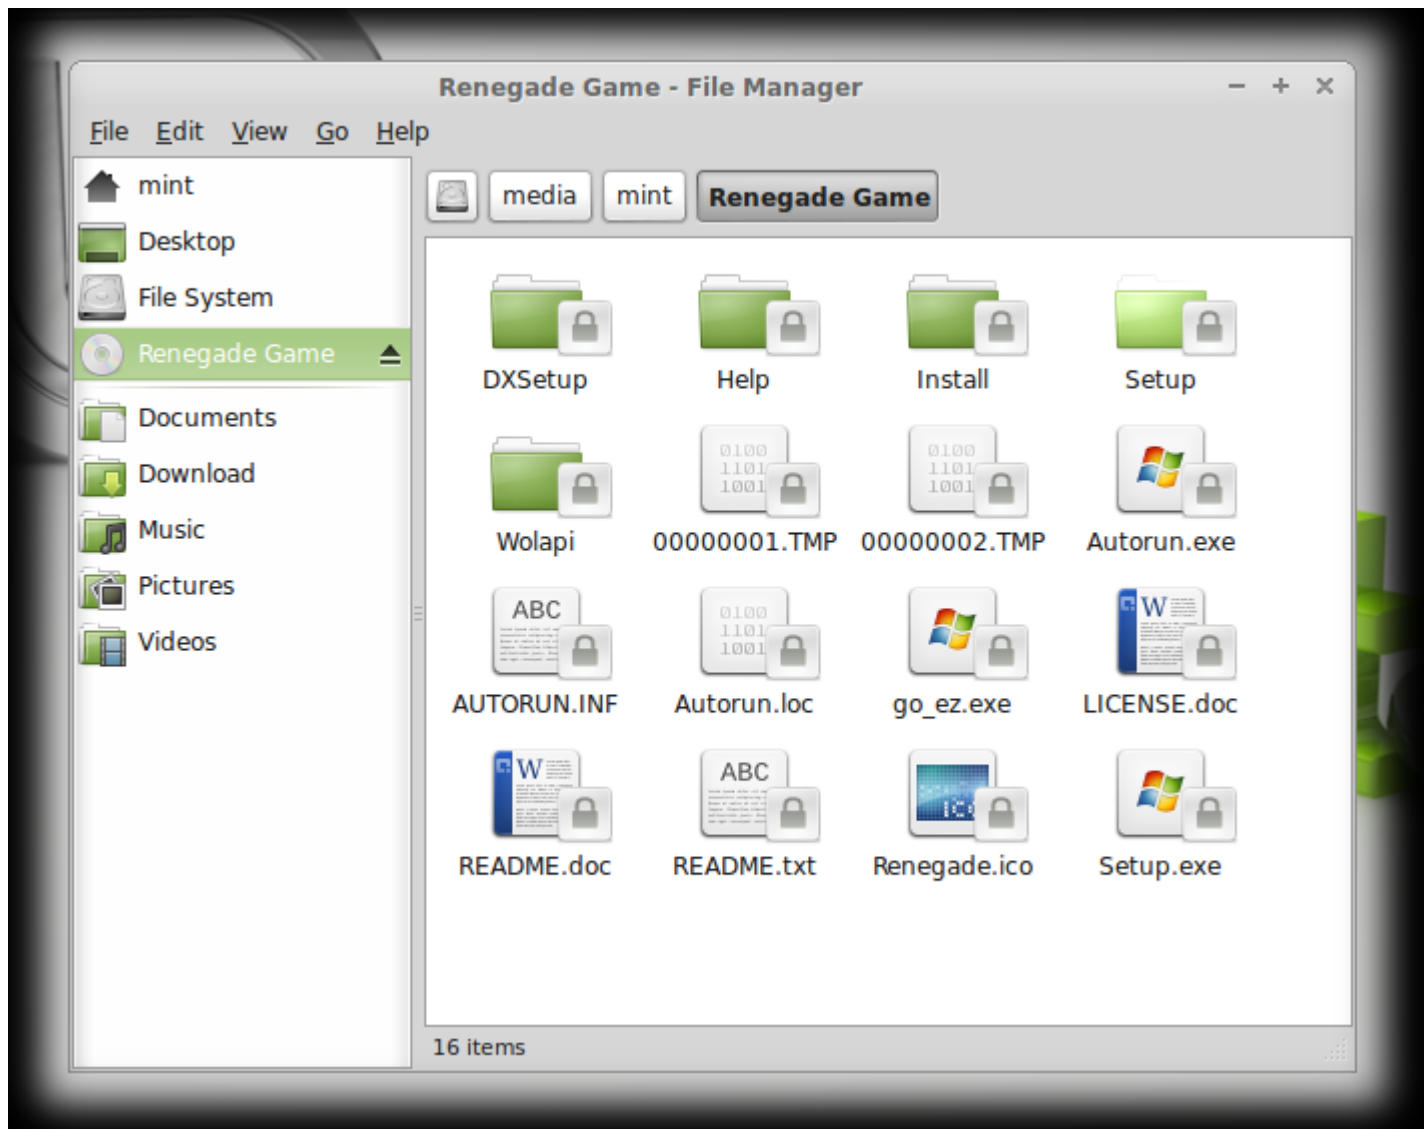 Renegade Game - File Manager
File Edit View Go Help
mint
Desktop
File System
Renegade Game
Documents
Download
Music
Pictures
Videos
media mint Renegade Game
DXSetup Help Install Setup
Wolapi 00000001.TMP 00000002.TMP Autorun.exe
AUTORUN.INF Autorun.loc go_ez.exe LICENSE.doc
README.doc README.txt Renegade.ico Setup.exe
16 items